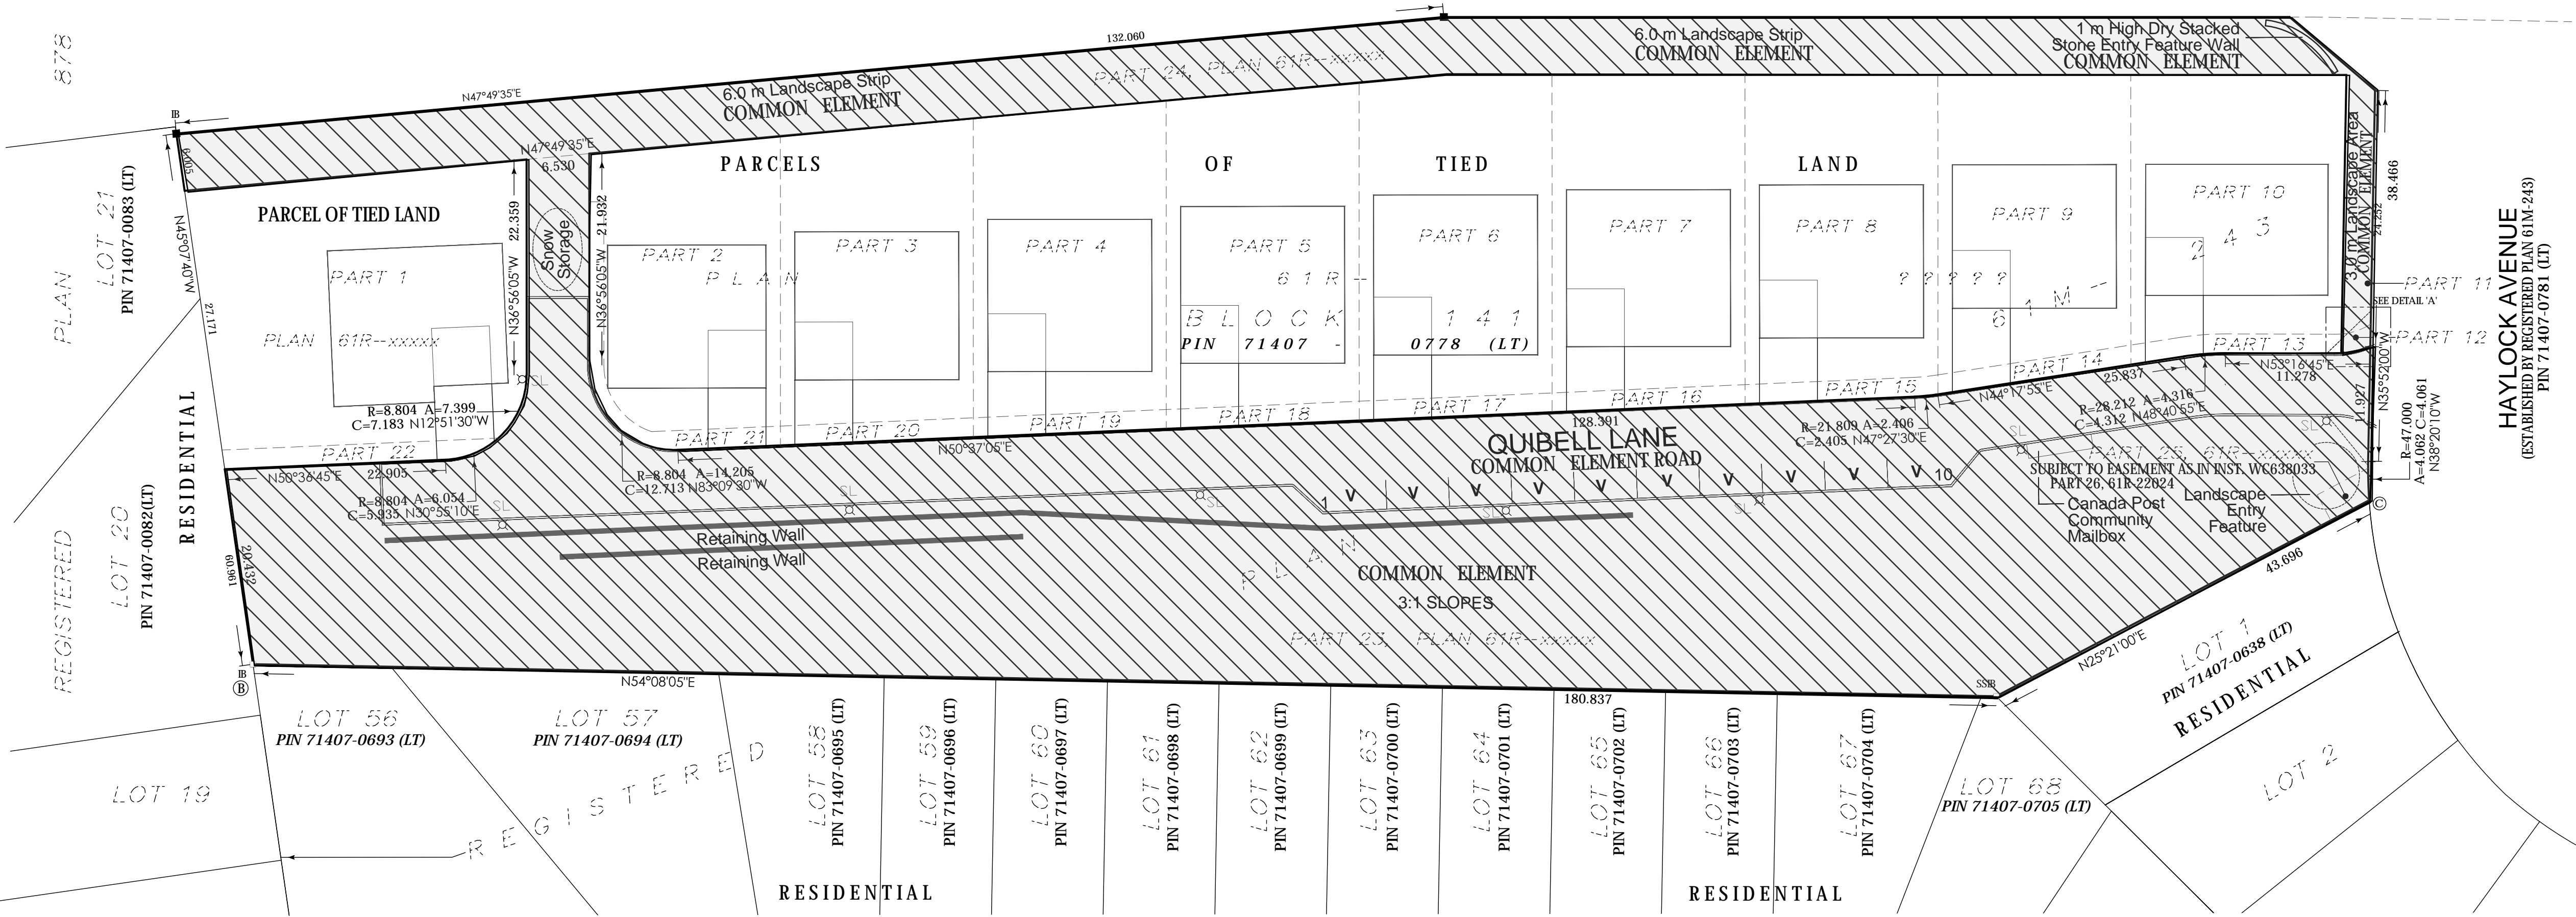 878
PLAN
REGISTERED
LOT 21
PIN 71407-0083 (LT)
LOT 20
PIN 71407-0082(LT)
RESIDENTIAL
LOT 19
132.060
N47°49'35"E
IB
6.005
N45°07'40"W
27.171
20.432
60.961
IB
B
6.0 m Landscape Strip
COMMON ELEMENT
PART 24, PLAN 61R--xxxxx
6.0 m Landscape Strip
COMMON ELEMENT
1 m High Dry Stacked
Stone Entry Feature Wall
COMMON ELEMENT
N47°49'35"E
6.530
22.359
N36°56'05"W
21.932
N36°56'05"W
Snow
Storage
PARCEL OF TIED LAND
PARCELS OF TIED LAND
PART 1
PLAN 61R--xxxxx
PART 2
PART 3
PART 4
PART 5
PART 6
PART 7
PART 8
PART 9
PART 10
PLAN 61R-- ?????
BLOCK 141
61M--243
PIN 71407 - 0778 (LT)
3.0 m Landscape Area
COMMON ELEMENT
24.252
38.466
PART 11
SEE DETAIL 'A'
PART 12
PART 13
PART 14
PART 15
PART 16
PART 17
PART 18
PART 19
PART 20
PART 21
PART 22
SL
R=8.804 A=7.399
C=7.183 N12°51'30"W
N50°36'45"E
22.905
R=8.804 A=6.054
C=5.935 N30°55'10"E
R=8.804 A=14.205
C=12.713 N83°09'30"W
N50°37'05"E
128.391
QUIBELL LANE
COMMON ELEMENT ROAD
R=21.809 A=2.406
C=2.405 N47°27'30"E
N44°17'55"E
25.837
R=28.212 A=4.316
C=4.312 N48°40'55"E
N53°16'45"E
11.278
11.927
N35°52'00"W
R=47.000
A=4.062 C=4.061
N38°20'10"W
HAYLOCK AVENUE
(ESTABLISHED BY REGISTERED PLAN 61M-243)
PIN 71407-0781 (LT)
SL
SL
SL
SL
SL
SL
SL
1 V V V V V V V V V V 10
PART 25, 61R--xxxxx
SUBJECT TO EASEMENT AS IN INST. WC638033
PART 26, 61R-22024
Canada Post
Community
Mailbox
Landscape
Entry
Feature
C
Retaining Wall
Retaining Wall
PLAN
COMMON ELEMENT
3:1 SLOPES
PART 23, PLAN 61R--xxxxx
43.696
N25°21'00"E
SSIB
N54°08'05"E
180.837
LOT 1
PIN 71407-0638 (LT)
RESIDENTIAL
LOT 2
LOT 56
PIN 71407-0693 (LT)
LOT 57
PIN 71407-0694 (LT)
REGISTERED
LOT 58
PIN 71407-0695 (LT)
LOT 59
PIN 71407-0696 (LT)
LOT 60
PIN 71407-0697 (LT)
LOT 61
PIN 71407-0698 (LT)
LOT 62
PIN 71407-0699 (LT)
LOT 63
PIN 71407-0700 (LT)
LOT 64
PIN 71407-0701 (LT)
LOT 65
PIN 71407-0702 (LT)
LOT 66
PIN 71407-0703 (LT)
LOT 67
PIN 71407-0704 (LT)
LOT 68
PIN 71407-0705 (LT)
RESIDENTIAL
RESIDENTIAL